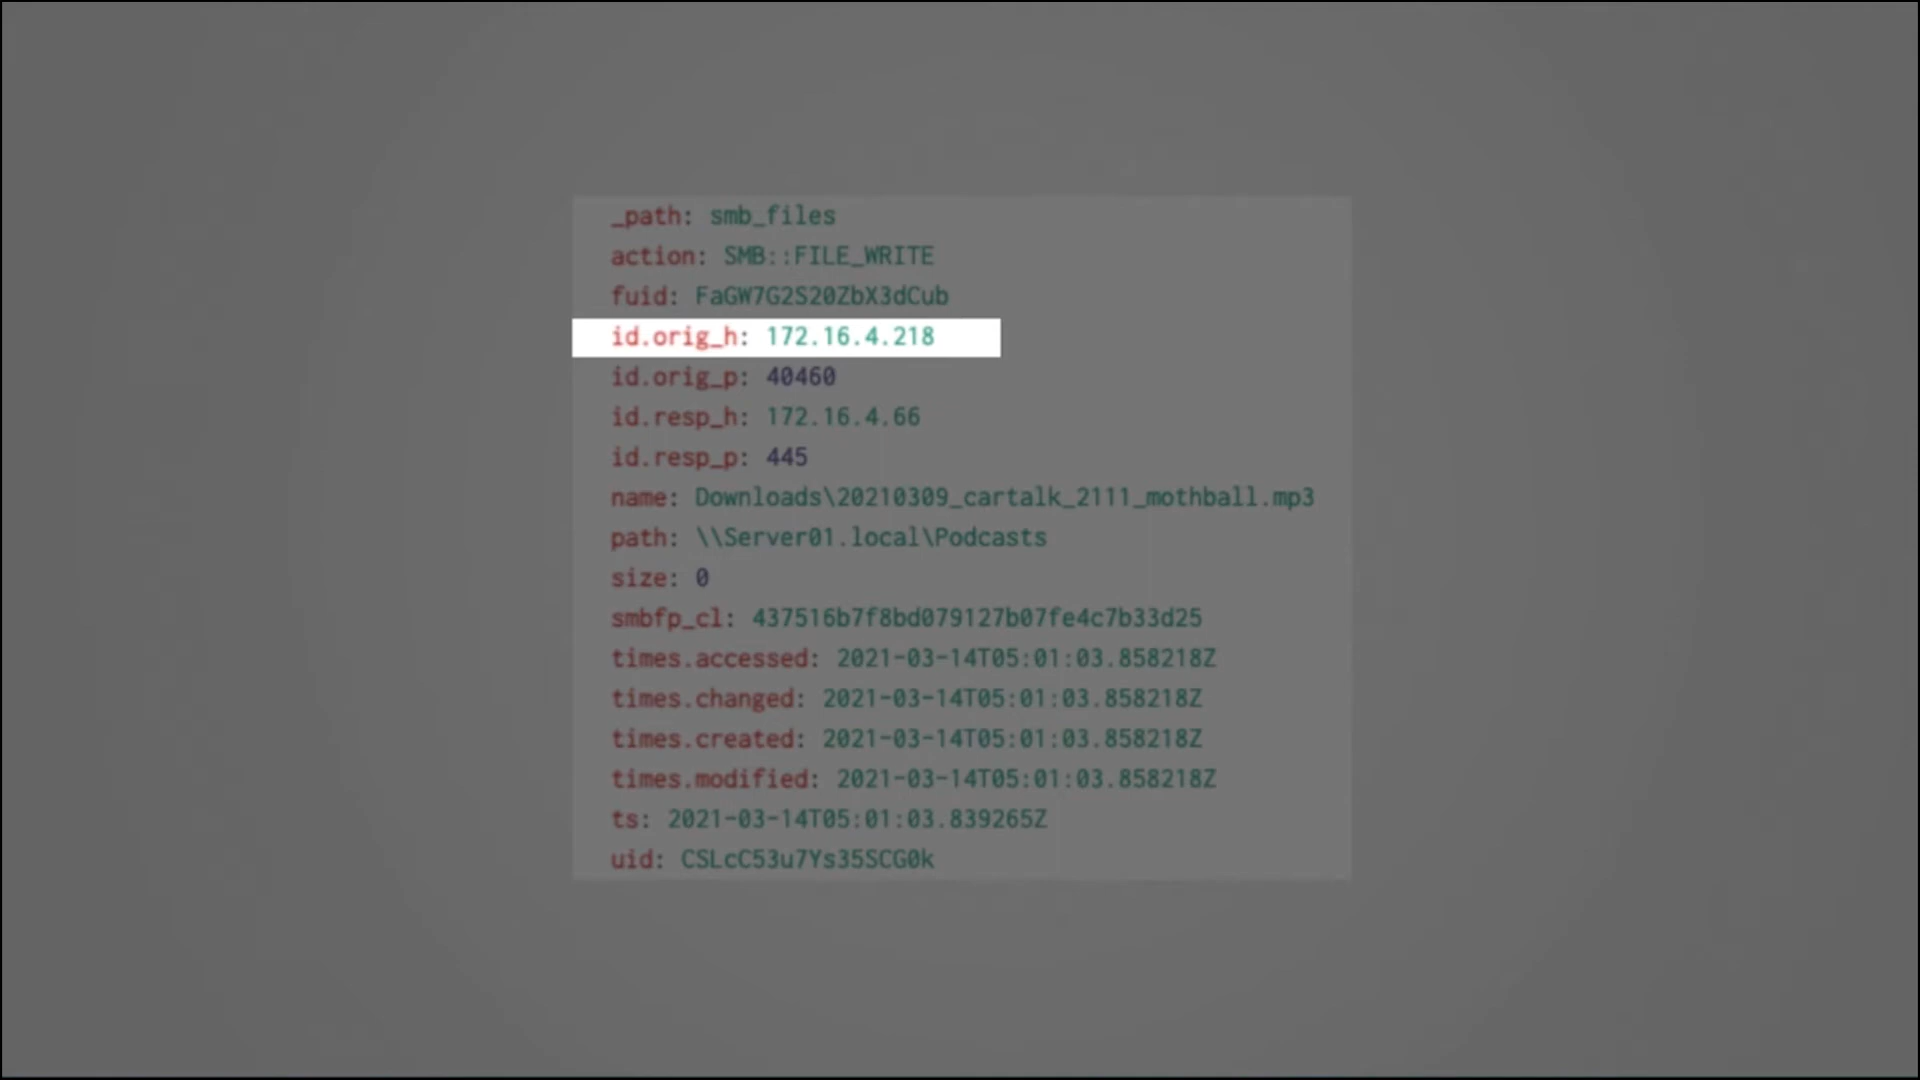 _path: smb_files
action: SMB::FILE_WRITE
fuid: FaGW7G2S20ZbX3dCub
id.orig_h: 172.16.4.218
id.orig_p: 40460
id.resp_h: 172.16.4.66
id.resp_p: 445
name: Downloads\20210309_cartalk_2111_mothball.mp3
path: \\Server01.local\Podcasts
size: 0
smbfp_cl: 437516b7f8bd079127b07fe4c7b33d25
times.accessed: 2021-03-14T05:01:03.858218Z
times.changed: 2021-03-14T05:01:03.858218Z
times.created: 2021-03-14T05:01:03.858218Z
times.modified: 2021-03-14T05:01:03.858218Z
ts: 2021-03-14T05:01:03.839265Z
uid: CSLcC53u7Ys35SCG0k